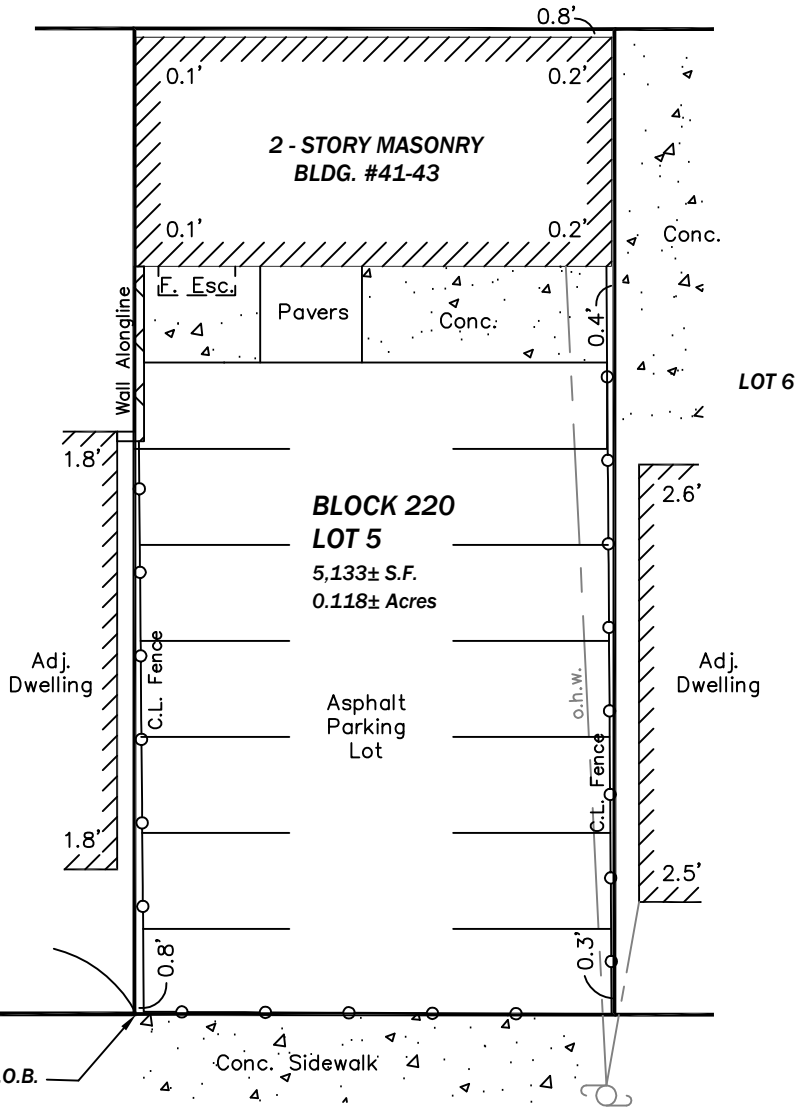 0.8'
0.1'
0.2'
2 - STORY MASONRY
BLDG. #41-43
0.1'
0.2'
Conc.
F. Esc.
Pavers
Conc.
0.4'
Wall Alongline
LOT 6
1.8'
2.6'
BLOCK 220
LOT 5
5,133± S.F.
0.118± Acres
Adj.
Dwelling
C.L. Fence
Asphalt
Parking
Lot
o.h.w.
C.L. Fence
Adj.
Dwelling
1.8'
2.5'
0.8'
0.3'
Conc. Sidewalk
.O.B.